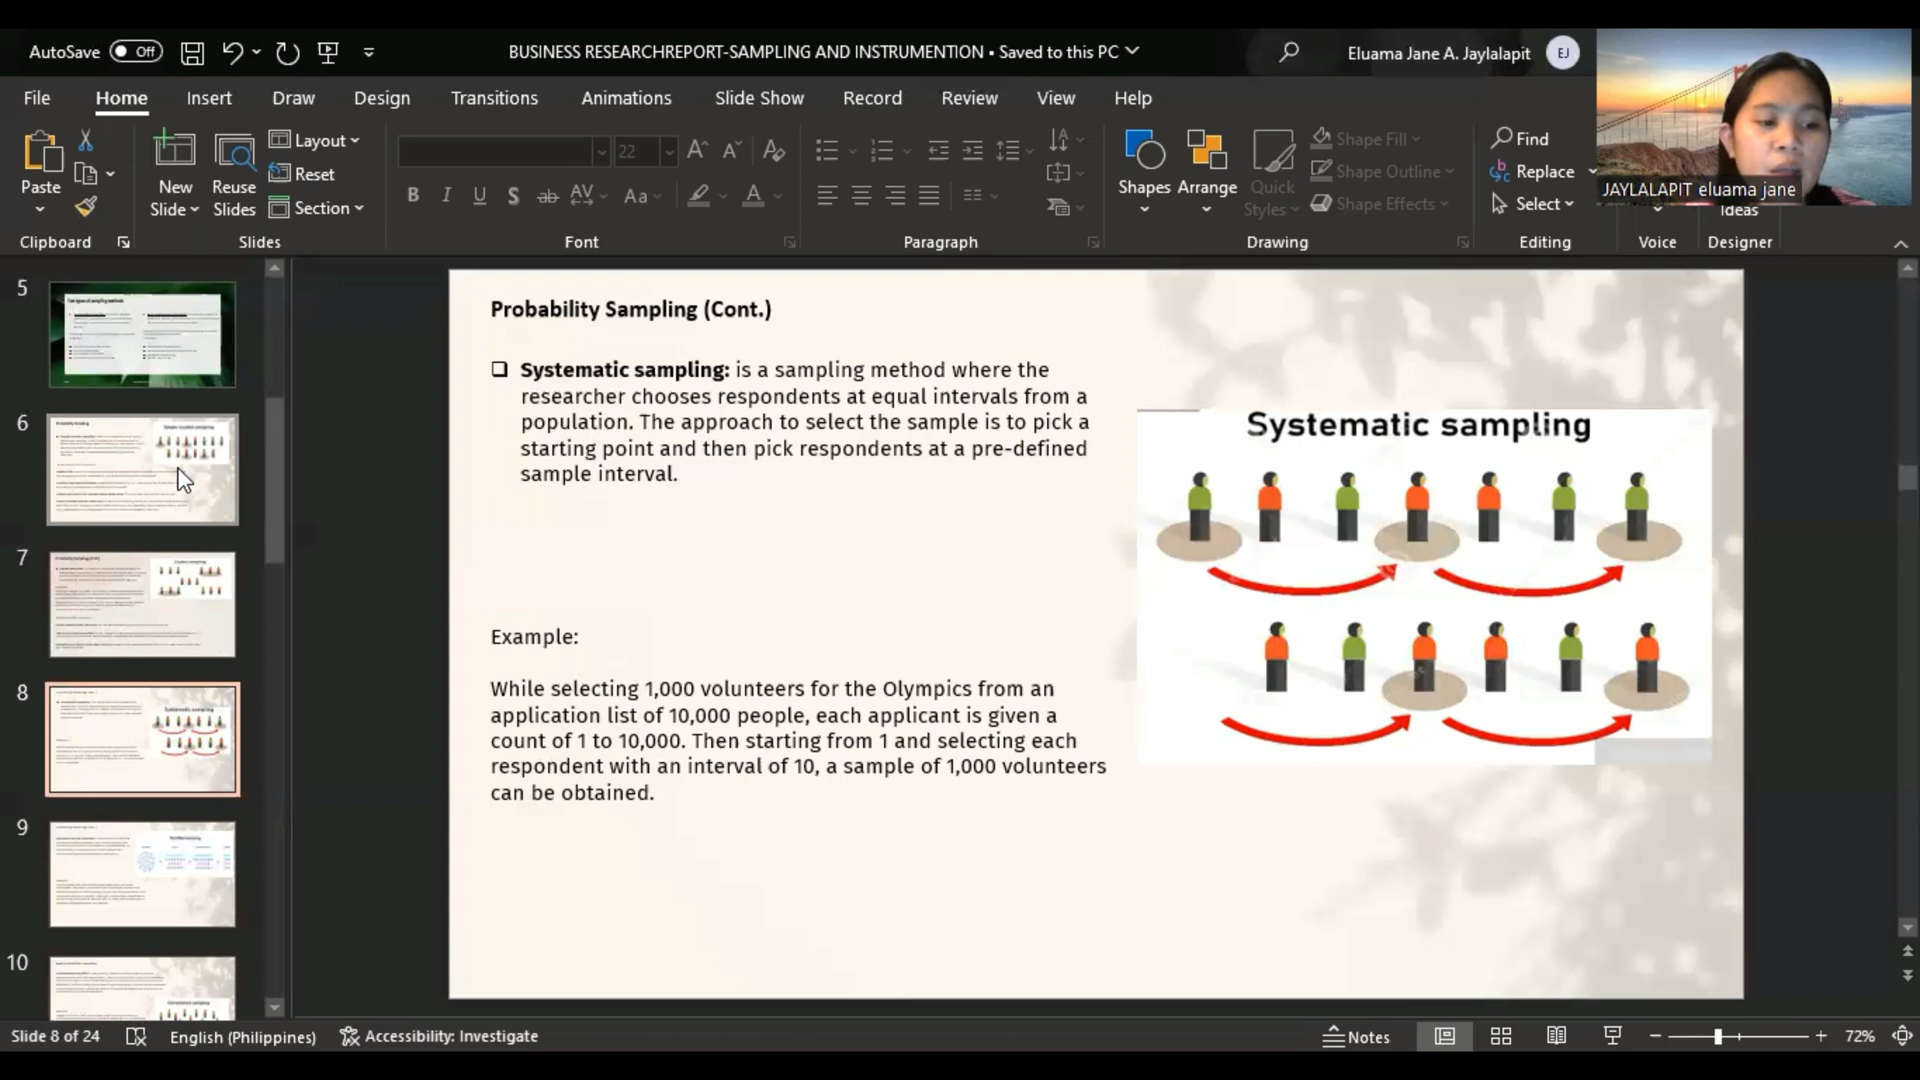 AutoSave Off
BUSINESS RESEARCHREPORT-SAMPLING AND INSTRUMENTION • Saved to this PC
Eluama Jane A. Jaylalapit EJ
File Home Insert Draw Design Transitions Animations Slide Show Record Review View Help
Paste
New Slide
Reuse Slides
Layout
Reset
Section
22
B I U S ab AV Aa A
Shapes Arrange Quick Styles
Shape Fill
Shape Outline
Shape Effects
Find
Replace
Select
JAYLALAPIT eluama jane
Ideas
Clipboard Slides Font Paragraph Drawing Editing Voice Designer
5
6
7
8
9
10
Probability Sampling (Cont.)
Systematic sampling: is a sampling method where the
researcher chooses respondents at equal intervals from a
population. The approach to select the sample is to pick a
starting point and then pick respondents at a pre-defined
sample interval.
Systematic sampling
Example:
While selecting 1,000 volunteers for the Olympics from an
application list of 10,000 people, each applicant is given a
count of 1 to 10,000. Then starting from 1 and selecting each
respondent with an interval of 10, a sample of 1,000 volunteers
can be obtained.
Slide 8 of 24 English (Philippines) Accessibility: Investigate Notes 72%